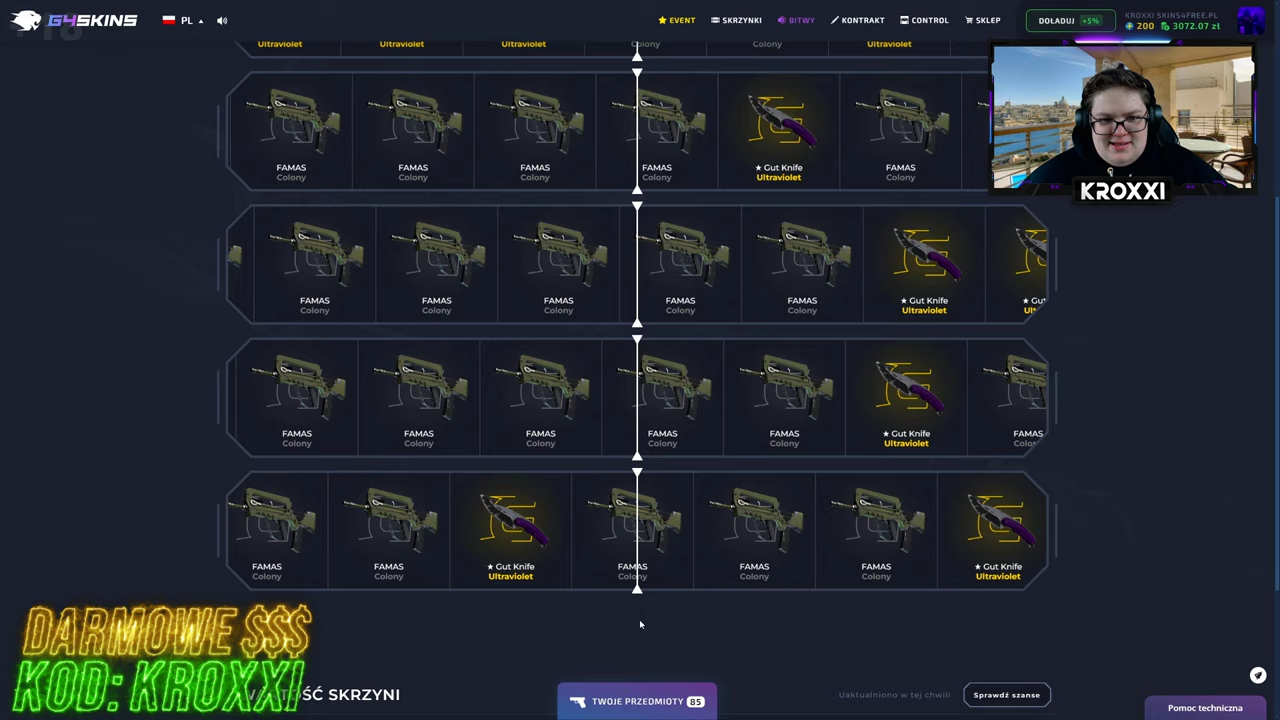 G4SKINS
PL
EVENT
SKRZYNKI
BITWY
KONTRAKT
CONTROL
SKLEP
DOŁADUJ +5%
KROXXI SKINS4FREE.PL
200 3072.07 zł
Ultraviolet Ultraviolet Ultraviolet Colony Colony Ultraviolet
FAMAS FAMAS FAMAS FAMAS ★ Gut Knife FAMAS
Colony Colony Colony Colony Ultraviolet Colony
KROXXI
FAMAS FAMAS FAMAS FAMAS FAMAS ★ Gut Knife ★ Gut
Colony Colony Colony Colony Colony Ultraviolet Ult
FAMAS FAMAS FAMAS FAMAS FAMAS ★ Gut Knife FAMAS
Colony Colony Colony Colony Colony Ultraviolet Colony
FAMAS FAMAS ★ Gut Knife FAMAS FAMAS FAMAS ★ Gut Knife
Colony Colony Ultraviolet Colony Colony Colony Ultraviolet
DARMOWE $$$
KOD: KROXXI
ŚĆ SKRZYNI
TWOJE PRZEDMIOTY 85
Uaktualniono w tej chwili
Sprawdź szanse
Pomoc techniczna